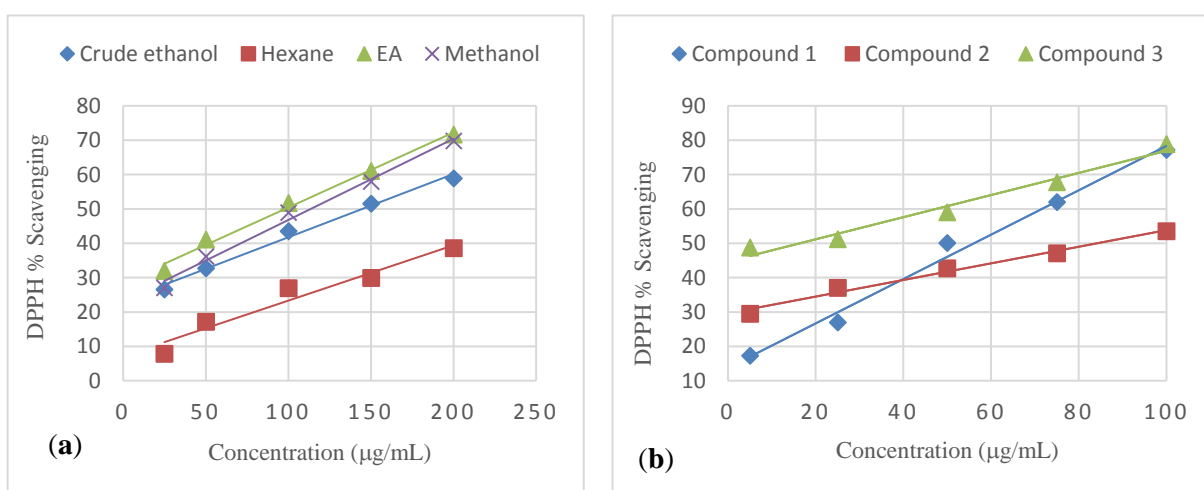 Crude ethanol Hexane EA Methanol
80
70
60
50
40
30
20
10
0
DPPH % Scavenging
0 50 100 150 200 250
Concentration (µg/mL)
(a)
Compound 1 Compound 2 Compound 3
90
80
70
60
50
40
30
20
10
DPPH % Scavenging
0 20 40 60 80 100
Concentration (µg/mL)
(b)